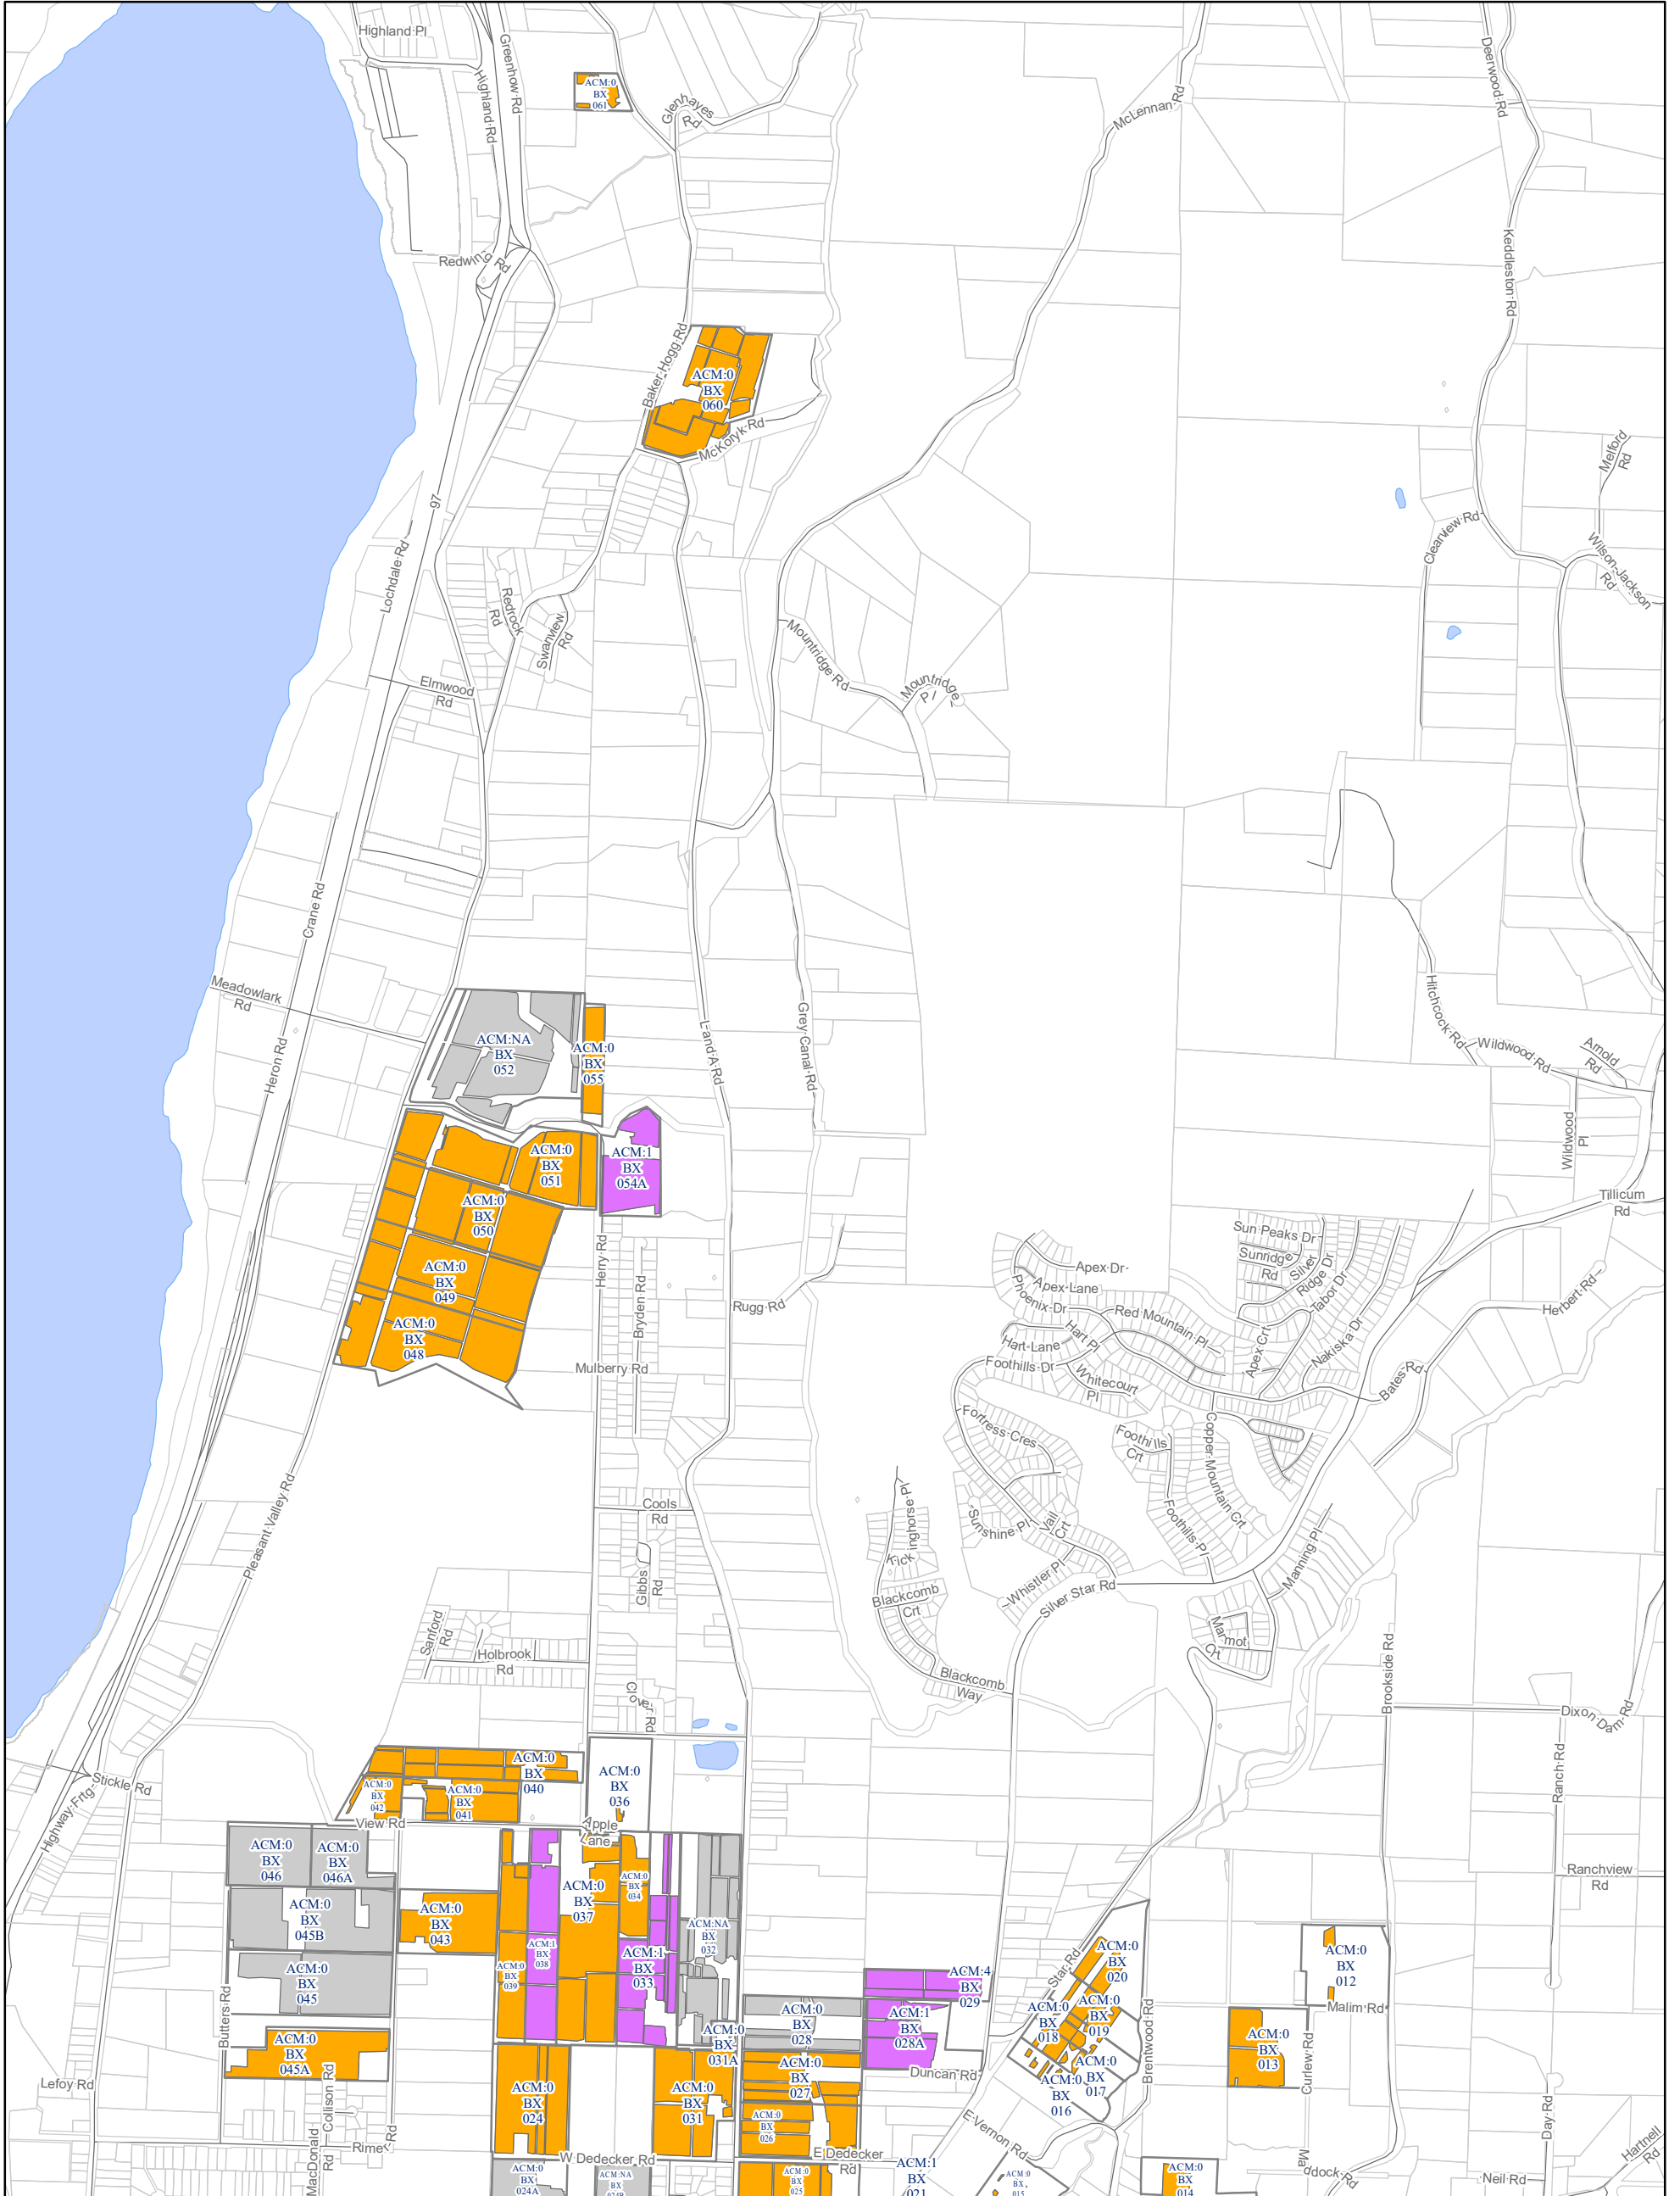 Highland Pl
Greenhow Rd
Highland Rd
Deerwood Rd
ACM:0
BX
061
Glenhayes
Rd
McLennan Rd
Redwing Rd
Keddleston Rd
Baker Hogg Rd
ACM:0
BX
060
McKoryk Rd
Melford
Rd
97
Lochdale Rd
Clearview Rd
Wilson-Jackson
Rd
Redrock
Rd
Swanview
Rd
Mountridge Rd
Mountridge
Pl
Elmwood
Rd
Crane Rd
Meadowlark
Rd
Heron Rd
L and A Rd
Grey Canal Rd
Hitchcock Rd
Wildwood Rd
Arnold
Rd
Wildwood
Pl
ACM:NA
BX
052
ACM:0
BX
055
ACM:0
BX
051
ACM:1
BX
054A
ACM:0
BX
050
ACM:0
BX
049
ACM:0
BX
048
Tillicum
Rd
Sun Peaks Dr
Sunridge
Rd
Silver
Ridge Dr
Tabor Dr
Apex Dr
Apex Lane
Phoenix Dr
Red Mountain Pl
Herry Rd
Bryden Rd
Rugg Rd
Herbert Rd
Hart Pl
Hart Lane
Foothills Dr
Apex Crt
Nakiska Dr
Mulberry Rd
Whitecourt
Pl
Bates Rd
Fortress Cres
Foothills
Crt
Copper Mountain Crt
Pleasant Valley Rd
Cools
Rd
Tick
inghorse Pl
Sunshine Pl
Vail
Crt
Foothills Pl
Manning Pl
Gibbs
Rd
Whistler Pl
Silver Star Rd
Blackcomb
Crt
Sanford
Rd
Holbrook
Rd
Marmot
Crt
Brookside Rd
Clover Rd
Blackcomb
Way
Dixon Dam Rd
Ranch Rd
Stickle Rd
Highway Frtg
ACM:0
BX
040
ACM:0
BX
042
ACM:0
BX
041
ACM:0
BX
036
View Rd
Apple
Lane
ACM:0
BX
046
ACM:0
BX
046A
ACM:0
BX
045B
ACM:0
BX
043
ACM:0
BX
037
ACM:0
BX
034
Ranchview
Rd
ACM:NA
BX
032
ACM:1
BX
038
ACM:1
BX
033
ACM:0
BX
039
ACM:0
BX
045
Star Rd
ACM:0
BX
020
ACM:0
BX
012
ACM:4
BX
029
ACM:0
BX
028
ACM:1
BX
028A
ACM:0
BX
018
ACM:0
BX
019
Malim Rd
Butters Rd
ACM:0
BX
045A
ACM:0
BX
031A
ACM:0
BX
027
Duncan Rd
ACM:0
BX
017
ACM:0
BX
016
Brentwood Rd
ACM:0
BX
013
Curlew Rd
Lefoy Rd
Collison Rd
ACM:0
BX
024
ACM:0
BX
031
ACM:0
BX
026
E Vernon Rd
Day Rd
Rimer Rd
MacDonald
Rd
W Dedecker Rd
E Dedecker
Rd
Maddock Rd
Hartnell
Rd
Neil Rd
ACM:0
BX
024A
ACM:NA
BX
024B
ACM:0
BX
025
ACM:1
BX
021
ACM:0
BX
015
ACM:0
BX
014